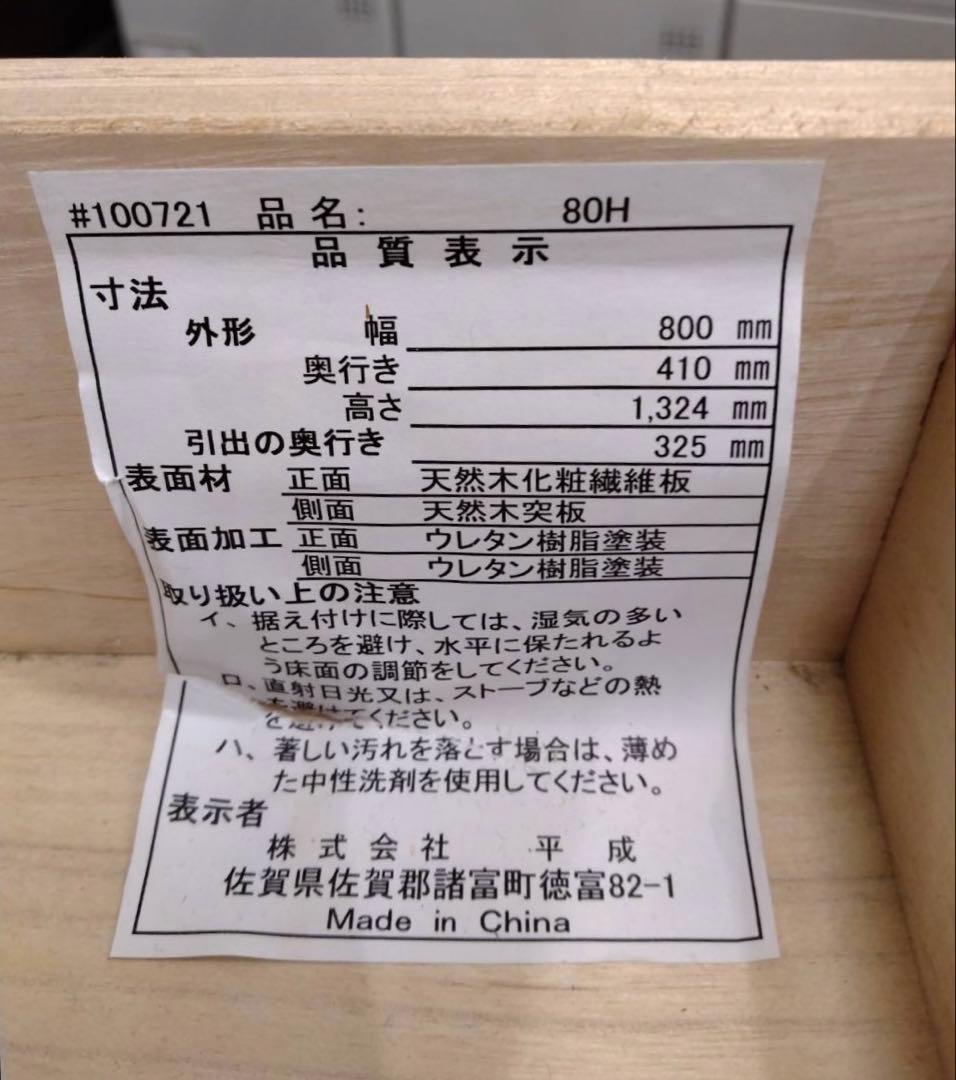 #100721 品名: 80H
品質表示
寸法
外形 幅 800 mm
奥行き 410 mm
高さ 1,324 mm
引出の奥行き 325 mm
表面材 正面 天然木化粧繊維板
側面 天然木突板
表面加工 正面 ウレタン樹脂塗装
側面 ウレタン樹脂塗装
取り扱い上の注意
イ、据え付けに際しては、湿気の多い
ところを避け、水平に保たれるよ
う床面の調節をしてください。
ロ、直射日光又は、ストーブなどの熱
を避けてください。
ハ、著しい汚れを落とす場合は、薄め
た中性洗剤を使用してください。
表示者
株式会社 平成
佐賀県佐賀郡諸富町徳富82-1
Made in China